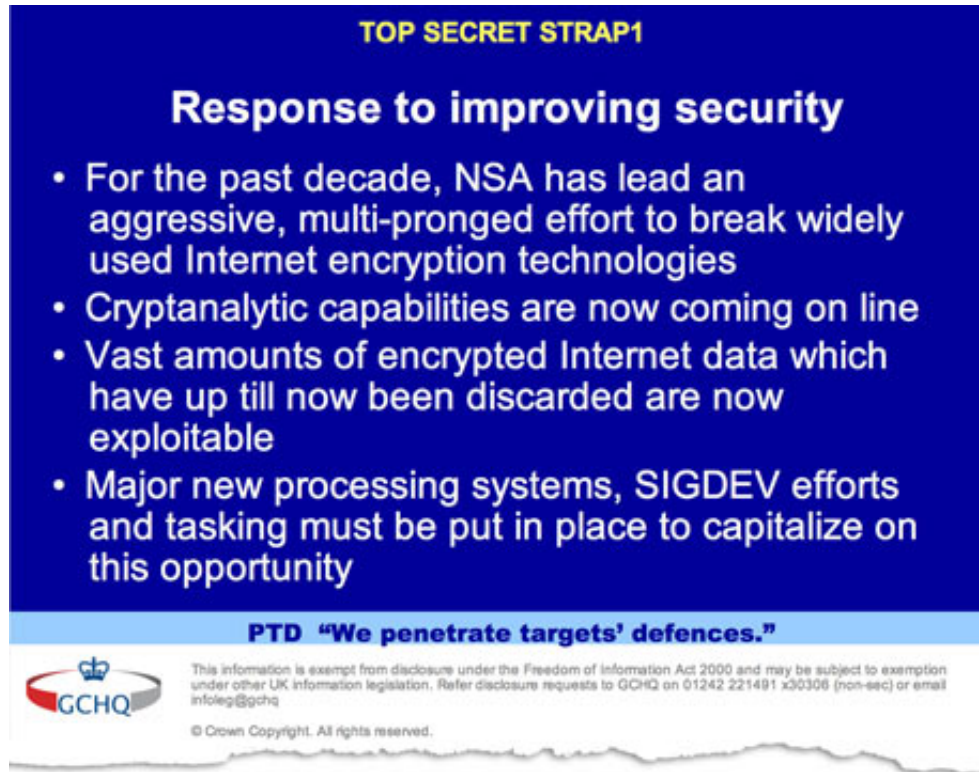 TOP SECRET STRAP1
Response to improving security
• For the past decade, NSA has lead an
aggressive, multi-pronged effort to break widely
used Internet encryption technologies
• Cryptanalytic capabilities are now coming on line
• Vast amounts of encrypted Internet data which
have up till now been discarded are now
exploitable
• Major new processing systems, SIGDEV efforts
and tasking must be put in place to capitalize on
this opportunity
PTD “We penetrate targets’ defences.”
GCHQ
This information is exempt from disclosure under the Freedom of Information Act 2000 and may be subject to exemption
under other UK information legislation. Refer disclosure requests to GCHQ on 01242 221491 x30306 (non-sec) or email
infoleg@gchq
© Crown Copyright. All rights reserved.